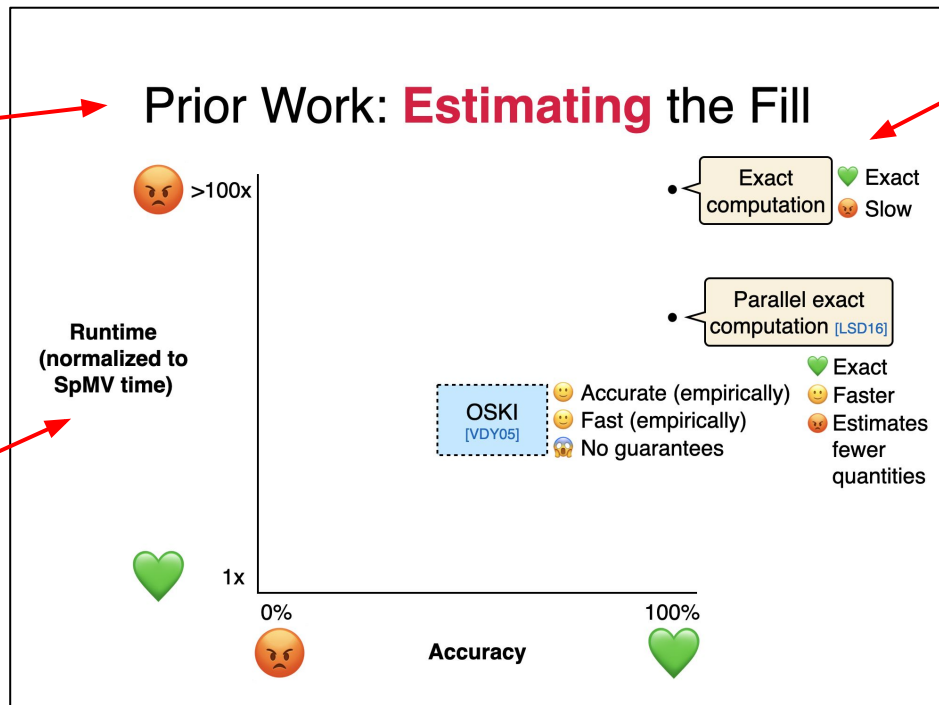 Prior Work: Estimating the Fill
>100x
Exact
computation
Exact
Slow
Parallel exact
computation [LSD16]
Exact
Faster
Estimates
fewer
quantities
Runtime
(normalized to
SpMV time)
OSKI
[VDY05]
Accurate (empirically)
Fast (empirically)
No guarantees
1x
0%
100%
Accuracy